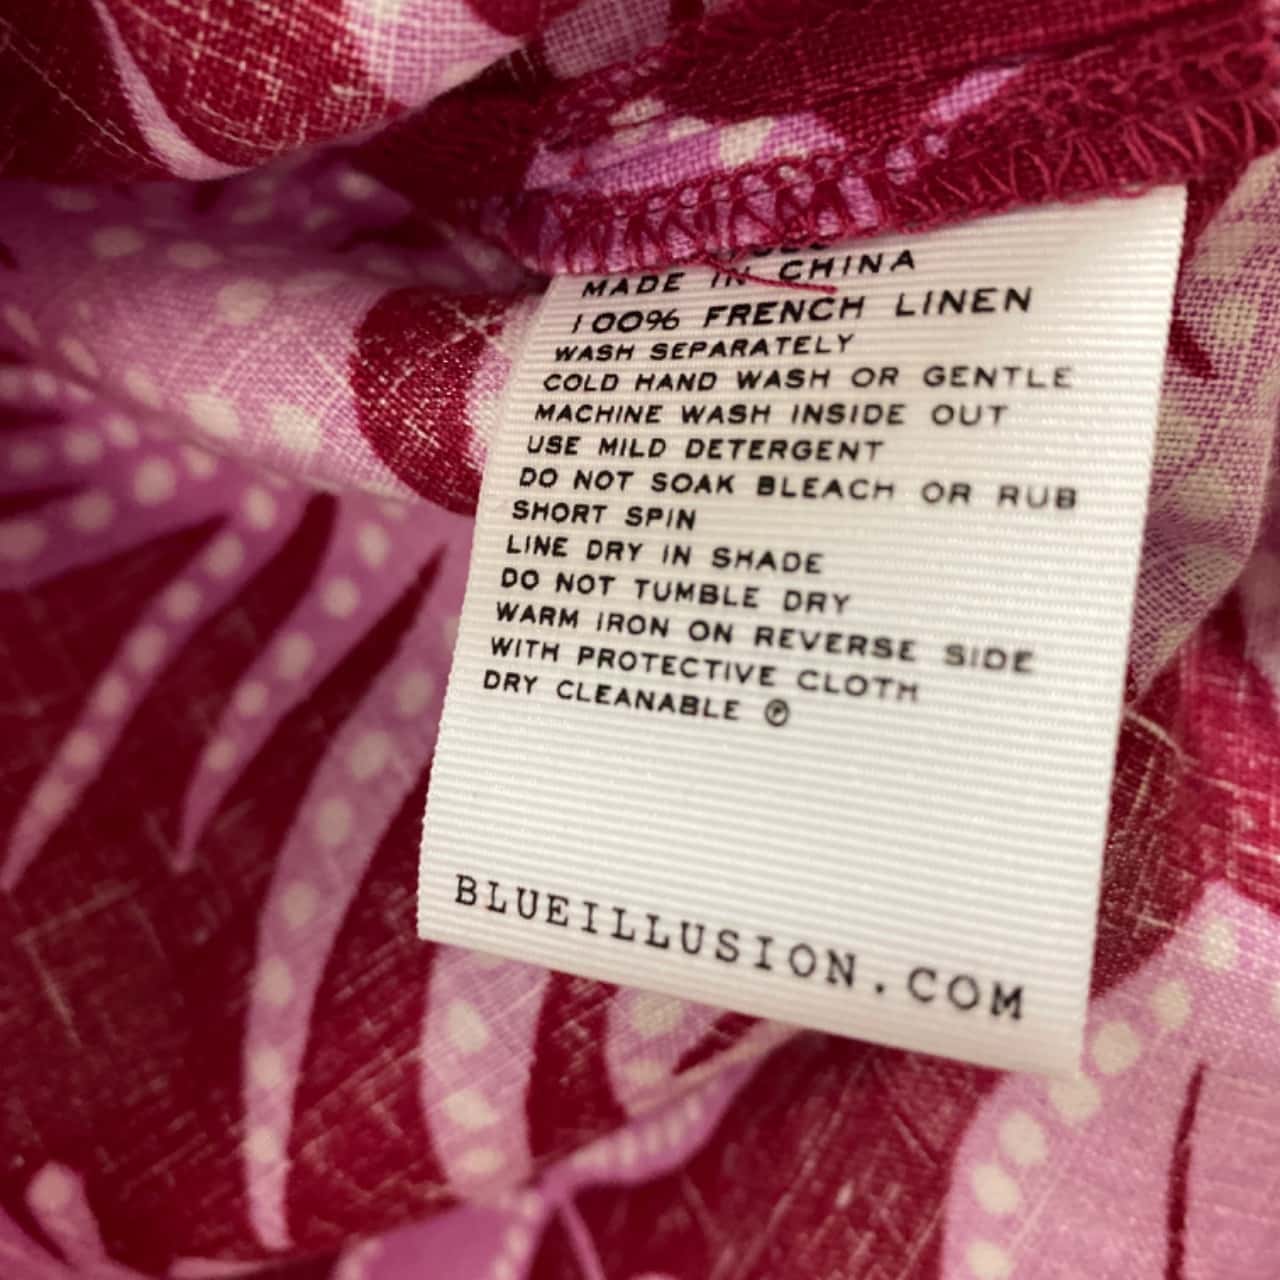 MADE IN CHINA
100% FRENCH LINEN
WASH SEPARATELY
COLD HAND WASH OR GENTLE
MACHINE WASH INSIDE OUT
USE MILD DETERGENT
DO NOT SOAK BLEACH OR RUB
SHORT SPIN
LINE DRY IN SHADE
DO NOT TUMBLE DRY
WARM IRON ON REVERSE SIDE
WITH PROTECTIVE CLOTH
DRY CLEANABLE Ⓟ
BLUEILLUSION.COM